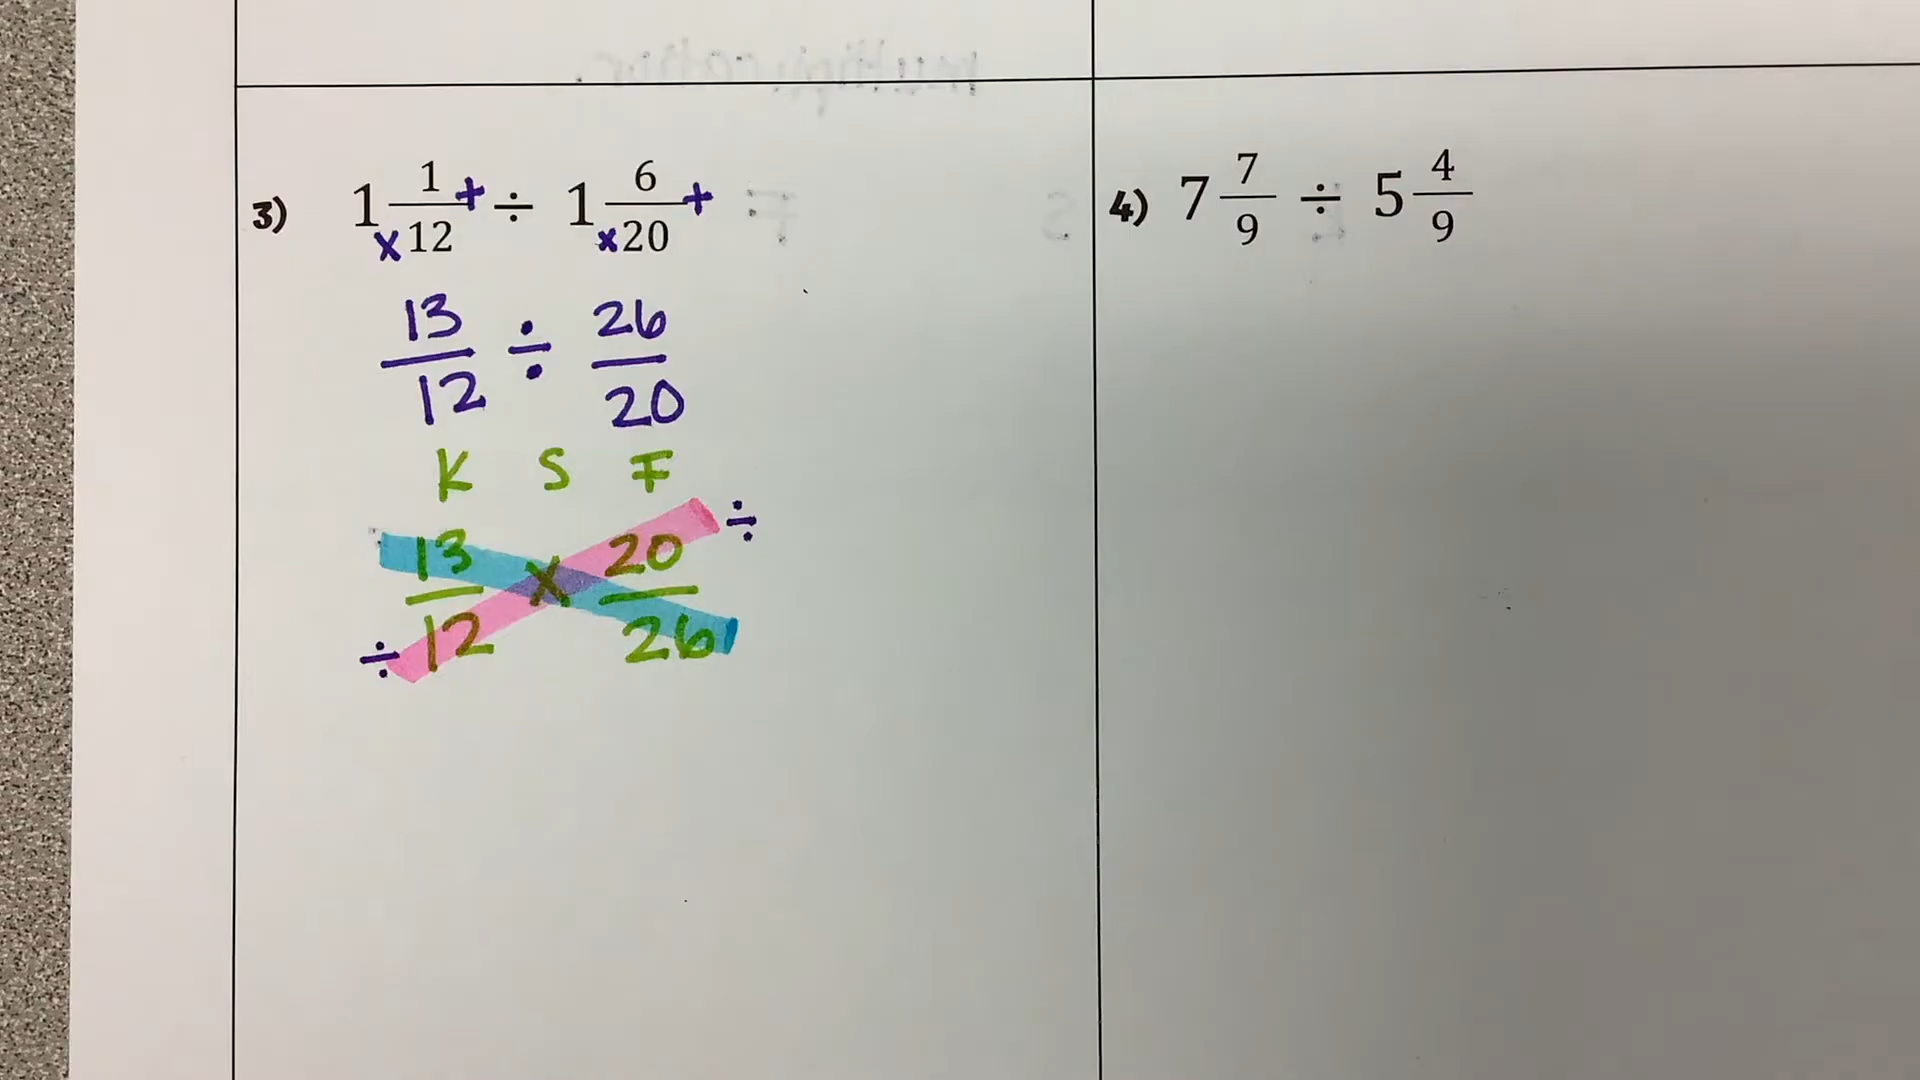 3) 1 1/12 + ÷ 1 6/20 +
x x
13/12 ÷ 26/20
K S F
13/12 x 20/26 ÷
÷
4) 7 7/9 ÷ 5 4/9